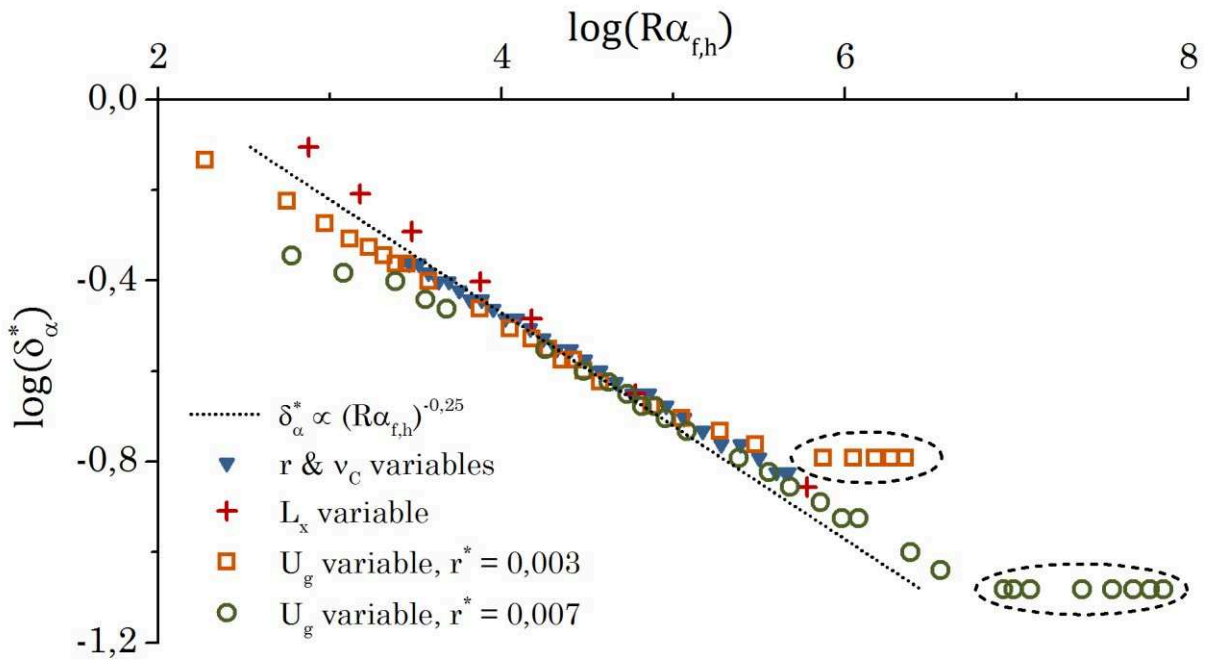 log(Rα_f,h)
2 4 6 8
0,0
-0,4
-0,8
-1,2
log(δ*_α)
δ*_α ∝ (Rα_f,h)^-0,25
r & ν_C variables
L_x variable
U_g variable, r* = 0,003
U_g variable, r* = 0,007